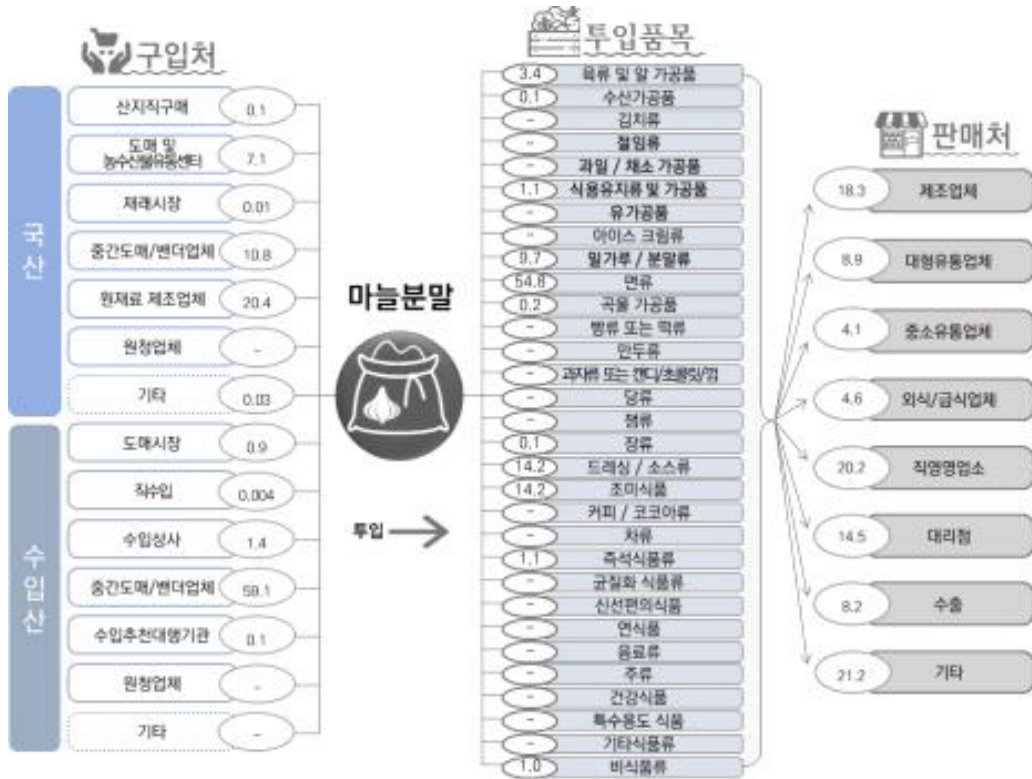 구입처
국산
산지직구매 0.1
도매 및
농수산물유통센터 7.1
재래시장 0.01
중간도매/밴더업체 10.8
원재료 제조업체 20.4
원청업체 -
기타 0.03
수입산
도매시장 0.9
직수입 0.004
수입상사 1.4
중간도매/밴더업체 59.1
수입추천대행기관 0.1
원청업체 -
기타 -
마늘분말
투입
투입품목
3.4 육류 및 알 가공품
0.1 수산가공품
- 김치류
- 절임류
- 과일 / 채소 가공품
1.1 식용유지류 및 가공품
- 유가공품
- 아이스 크림류
9.7 밀가루 / 분말류
54.8 면류
0.2 곡물 가공품
- 빵류 또는 떡류
- 만두류
- 과자류 또는 캔디/초콜릿/껌
- 당류
- 잼류
0.1 장류
14.2 드레싱 / 소스류
14.2 조미식품
- 커피 / 코코아류
- 차류
1.1 즉석식품류
- 균질화 식품류
- 신선편의식품
- 연식품
- 음료류
- 주류
- 건강식품
- 특수용도 식품
- 기타식품류
1.0 비식품류
판매처
18.3 제조업체
8.9 대형유통업체
4.1 중소유통업체
4.6 외식/급식업체
20.2 직영영업소
14.5 대리점
8.2 수출
21.2 기타